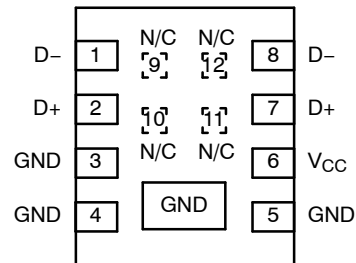 N/C N/C
D− 1 9 12 8 D−
D+ 2 10 11 7 D+
GND 3 N/C N/C 6 VCC
GND 4 GND 5 GND